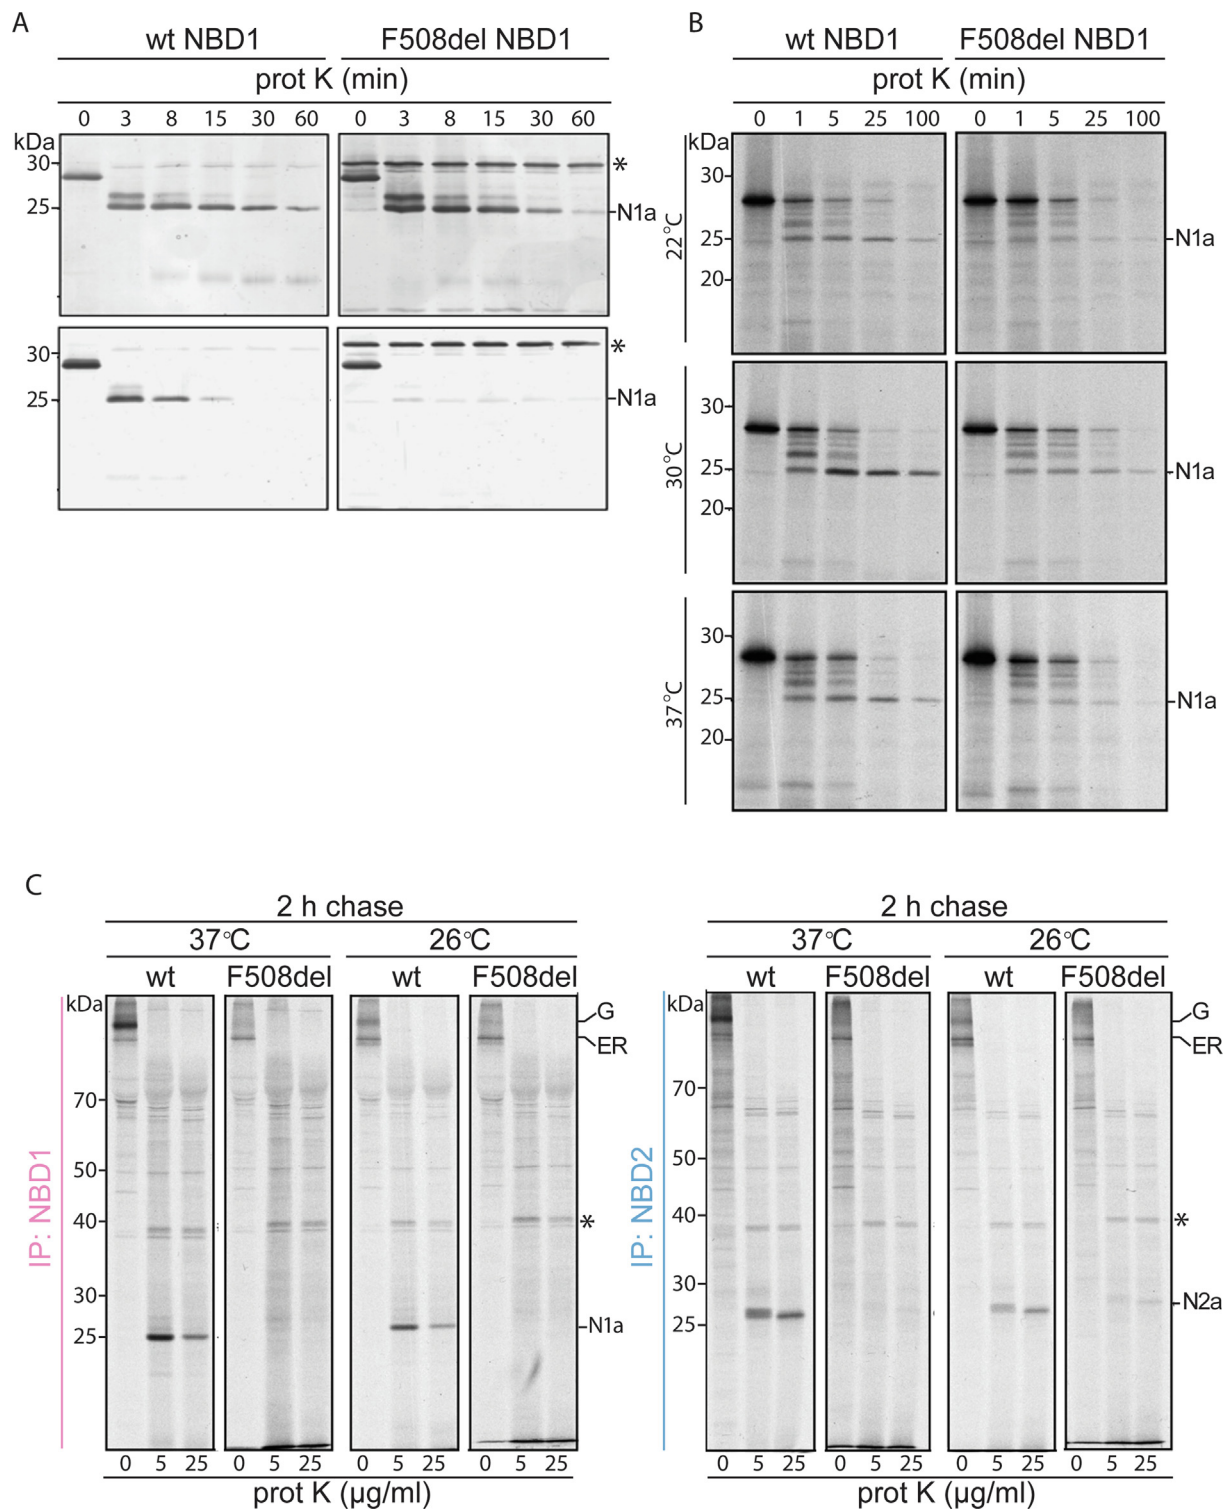 A
wt NBD1 F508del NBD1
prot K (min)
0 3 8 15 30 60 0 3 8 15 30 60
kDa
30
*
25
N1a
30
*
25
N1a
B
wt NBD1 F508del NBD1
prot K (min)
0 1 5 25 100 0 1 5 25 100
kDa
30
22°C
25
N1a
20
30
30°C
25
N1a
20
30
37°C
25
N1a
20
C
2 h chase
37°C 26°C
wt F508del wt F508del
kDa
G
ER
70
50
40
*
30
N1a
25
IP: NBD1
0 5 25 0 5 25 0 5 25 0 5 25
prot K (µg/ml)
2 h chase
37°C 26°C
wt F508del wt F508del
kDa
G
ER
70
50
40
*
30
N2a
25
IP: NBD2
0 5 25 0 5 25 0 5 25 0 5 25
prot K (µg/ml)